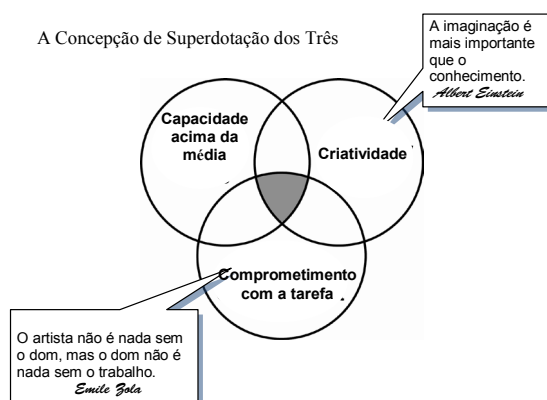 A Concepção de Superdotação dos Três
A imaginação é
mais importante
que o
conhecimento.
Albert Einstein
Capacidade
acima da
média
Criatividade
Comprometimento
com a tarefa
O artista não é nada sem
o dom, mas o dom não é
nada sem o trabalho.
Emile Zola